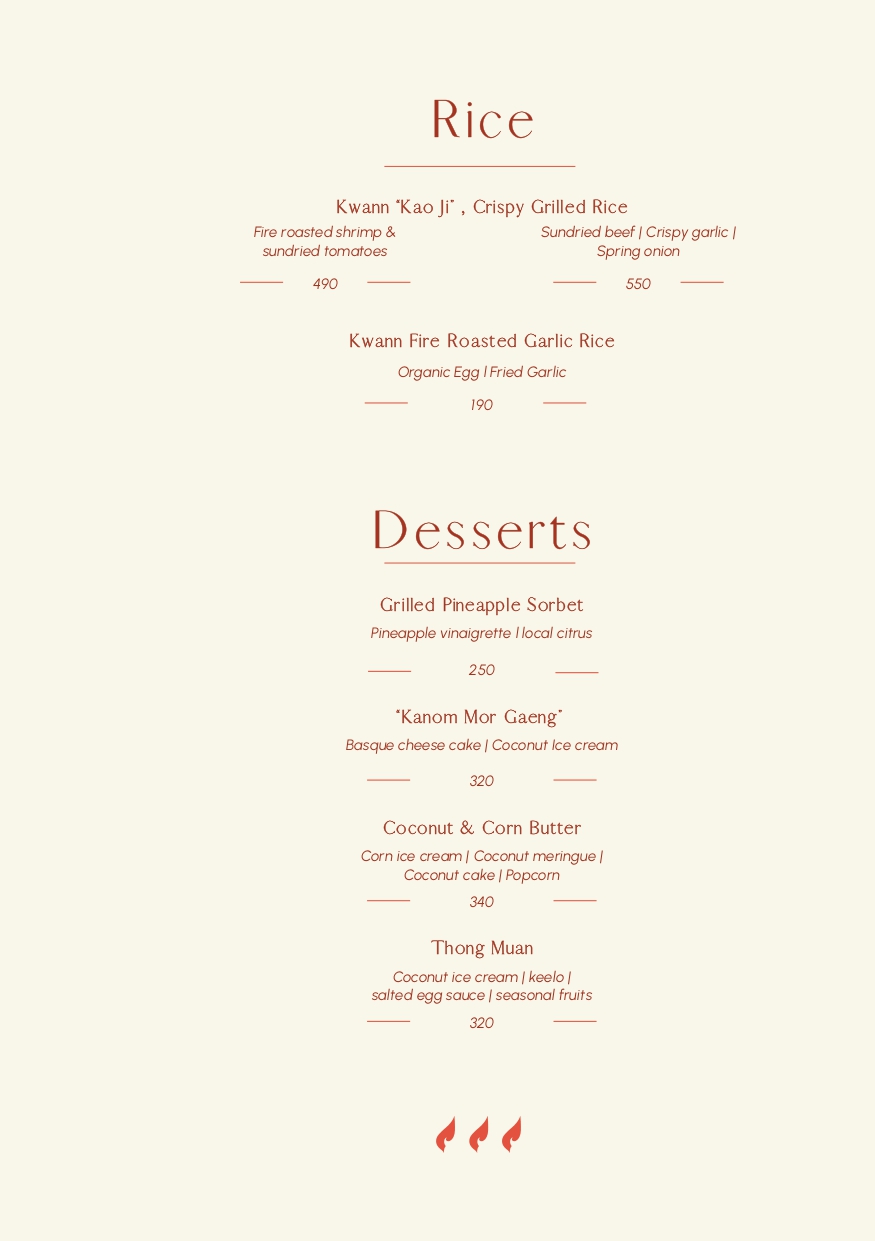 Rice
Kwann “Kao Ji” , Crispy Grilled Rice
Fire roasted shrimp &
sundried tomatoes
490
Sundried beef | Crispy garlic |
Spring onion
550
Kwann Fire Roasted Garlic Rice
Organic Egg l Fried Garlic
190
Desserts
Grilled Pineapple Sorbet
Pineapple vinaigrette l local citrus
250
“Kanom Mor Gaeng”
Basque cheese cake | Coconut Ice cream
320
Coconut & Corn Butter
Corn ice cream | Coconut meringue |
Coconut cake | Popcorn
340
Thong Muan
Coconut ice cream | keelo |
salted egg sauce | seasonal fruits
320